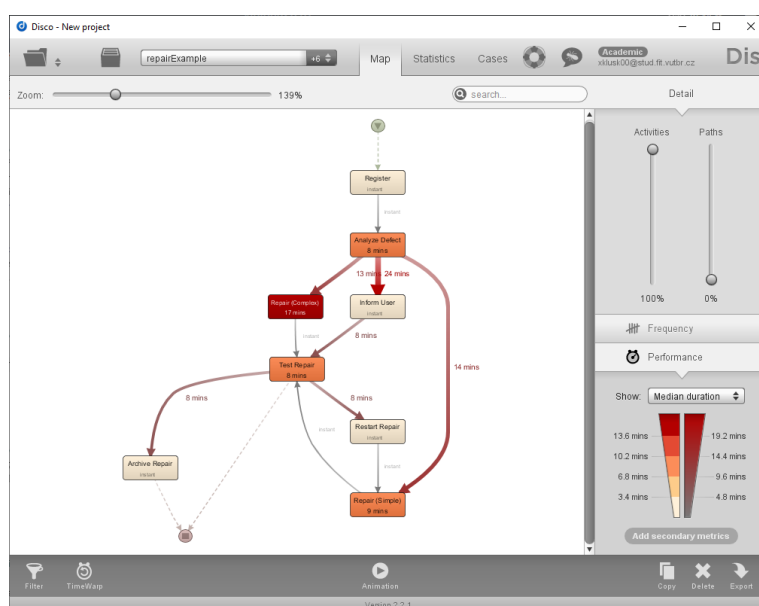 Disco - New project
repairExample
+6
Map
Statistics
Cases
Academic
xklusk00@stud.fit.vutbr.cz
Dis
Zoom:
139%
search...
Detail
Activities
Paths
100%
0%
Frequency
Performance
Show:
Median duration
13.6 mins
19.2 mins
10.2 mins
14.4 mins
6.8 mins
9.6 mins
3.4 mins
4.8 mins
Add secondary metrics
Register
instant
instant
Analyze Defect
8 mins
13 mins
24 mins
Repair (Complex)
17 mins
Inform User
instant
instant
8 mins
Test Repair
8 mins
14 mins
8 mins
8 mins
instant
Restart Repair
instant
instant
Archive Repair
instant
Repair (Simple)
9 mins
Filter
TimeWarp
Animation
Copy
Delete
Export
Version 2.2.1